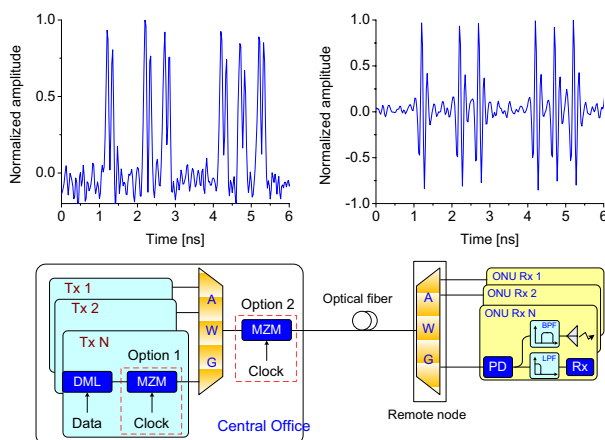 1.0
0.5
0.0
Normalized amplitude
0 1 2 3 4 5 6
Time [ns]
1.0
0.5
0.0
-0.5
-1.0
Normalized amplitude
0 1 2 3 4 5 6
Time [ns]
Tx 1
Tx 2
Tx N
Option 1
DML
MZM
Data
Clock
A
W
G
Option 2
MZM
Clock
Central Office
Optical fiber
A
W
G
Remote node
ONU Rx 1
ONU Rx 2
ONU Rx N
BPF
PD
LPF
Rx